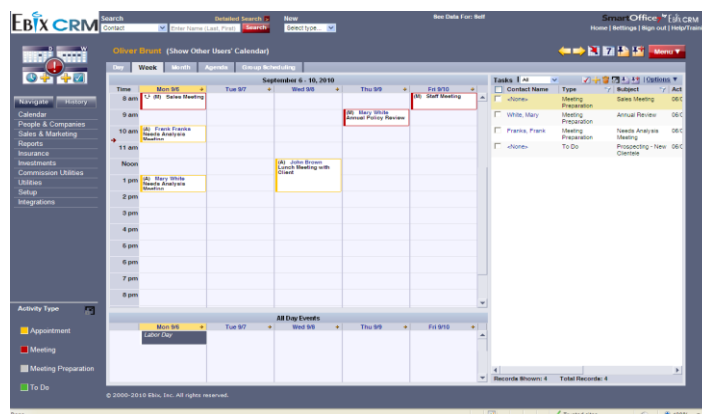 EBIX CRM
Search
Detailed Search
New
See Data For: Self
SmartOffice Ebix CRM
Contact
Enter Name (Last, First)
Search
Select type...
Home | Settings | Sign out | Help/Train
Oliver Brunt (Show Other Users' Calendar)
Menu
Day Week Month Agenda Group Scheduling
September 6 - 10, 2010
Time Mon 9/6 Tue 9/7 Wed 9/8 Thu 9/9 Fri 9/10
8 am
(M) Sales Meeting
(M) Staff Meeting
9 am
(M) Mary White
Annual Policy Review
10 am
(A) Frank Franks
Needs Analysis
Meeting
11 am
Noon
(A) John Brown
Lunch Meeting with
Client
1 pm
(A) Mary White
Needs Analysis
Meeting
2 pm
3 pm
4 pm
5 pm
6 pm
7 pm
8 pm
All Day Events
Mon 9/6 Tue 9/7 Wed 9/8 Thu 9/9 Fri 9/10
Labor Day
Tasks All Options
Contact Name Type Subject Act
<None> Meeting Preparation Sales Meeting 06/0
White, Mary Meeting Preparation Annual Review 06/0
Franks, Frank Meeting Preparation Needs Analysis Meeting 06/0
<None> To Do Prospecting - New Clientele 06/0
Records Shown: 4 Total Records: 4
Navigate History
Calendar
People & Companies
Sales & Marketing
Reports
Insurance
Investments
Commission Utilities
Utilities
Setup
Integrations
Activity Type
Appointment
Meeting
Meeting Preparation
To Do
© 2000-2010 Ebix, Inc. All rights reserved.